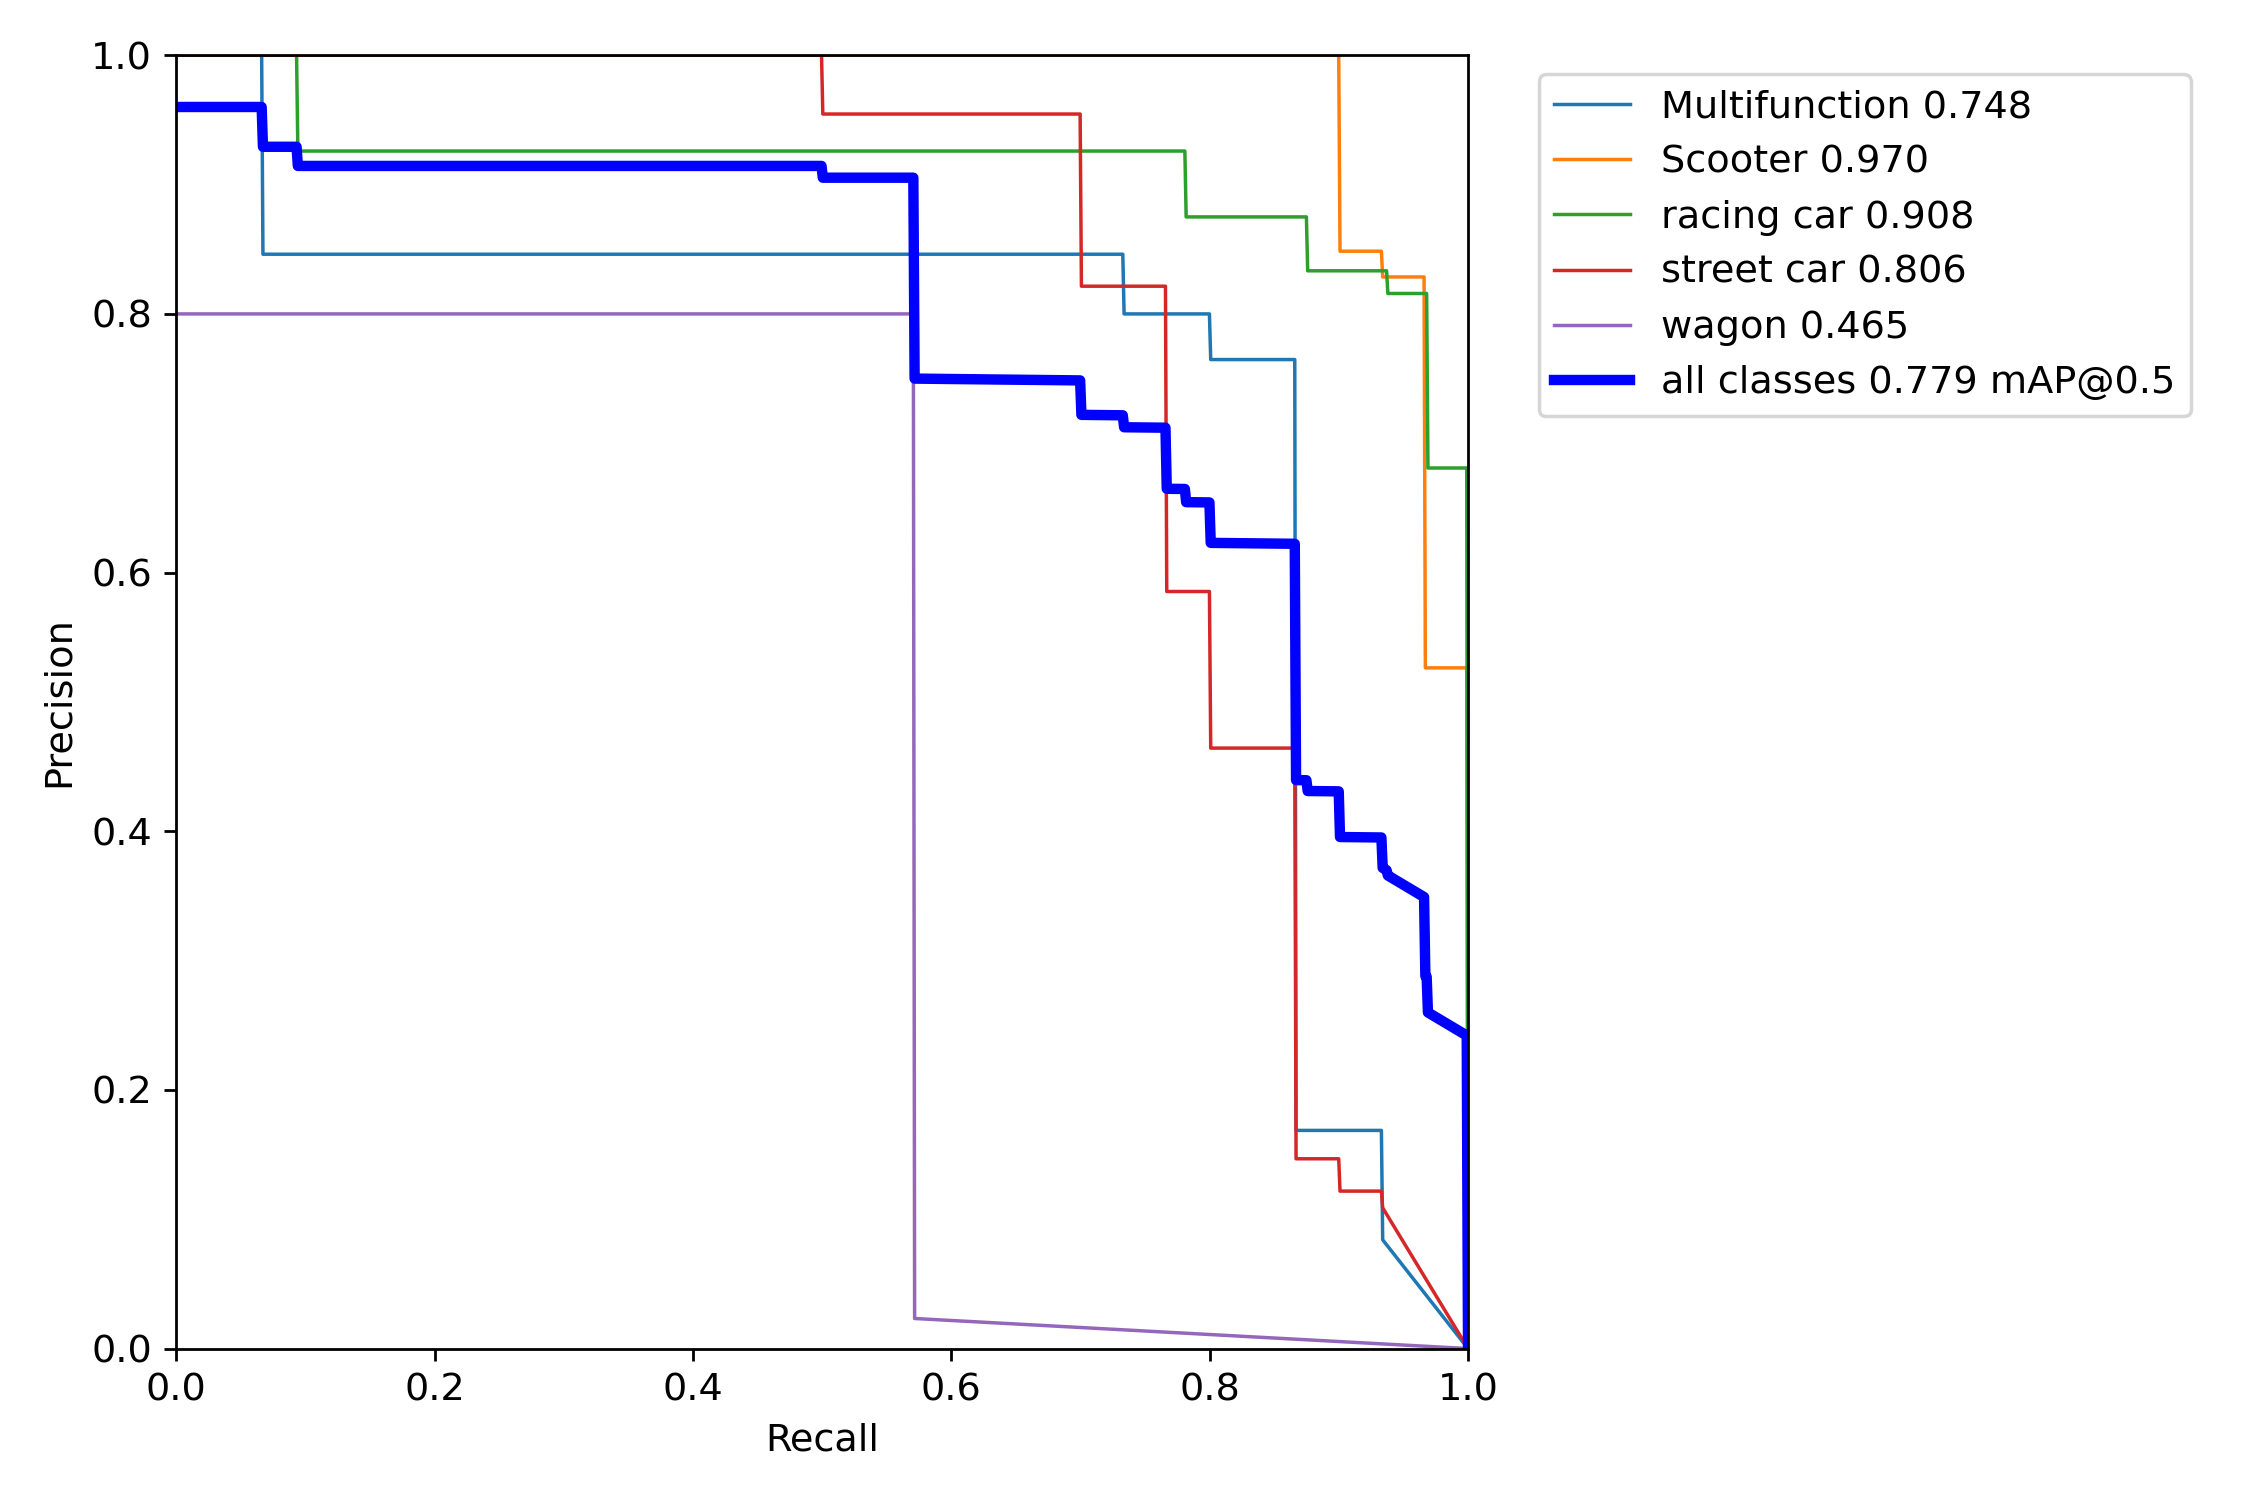 1.0
0.8
0.6
0.4
0.2
0.0
Precision
0.0 0.2 0.4 0.6 0.8 1.0
Recall
Multifunction 0.748
Scooter 0.970
racing car 0.908
street car 0.806
wagon 0.465
all classes 0.779 mAP@0.5